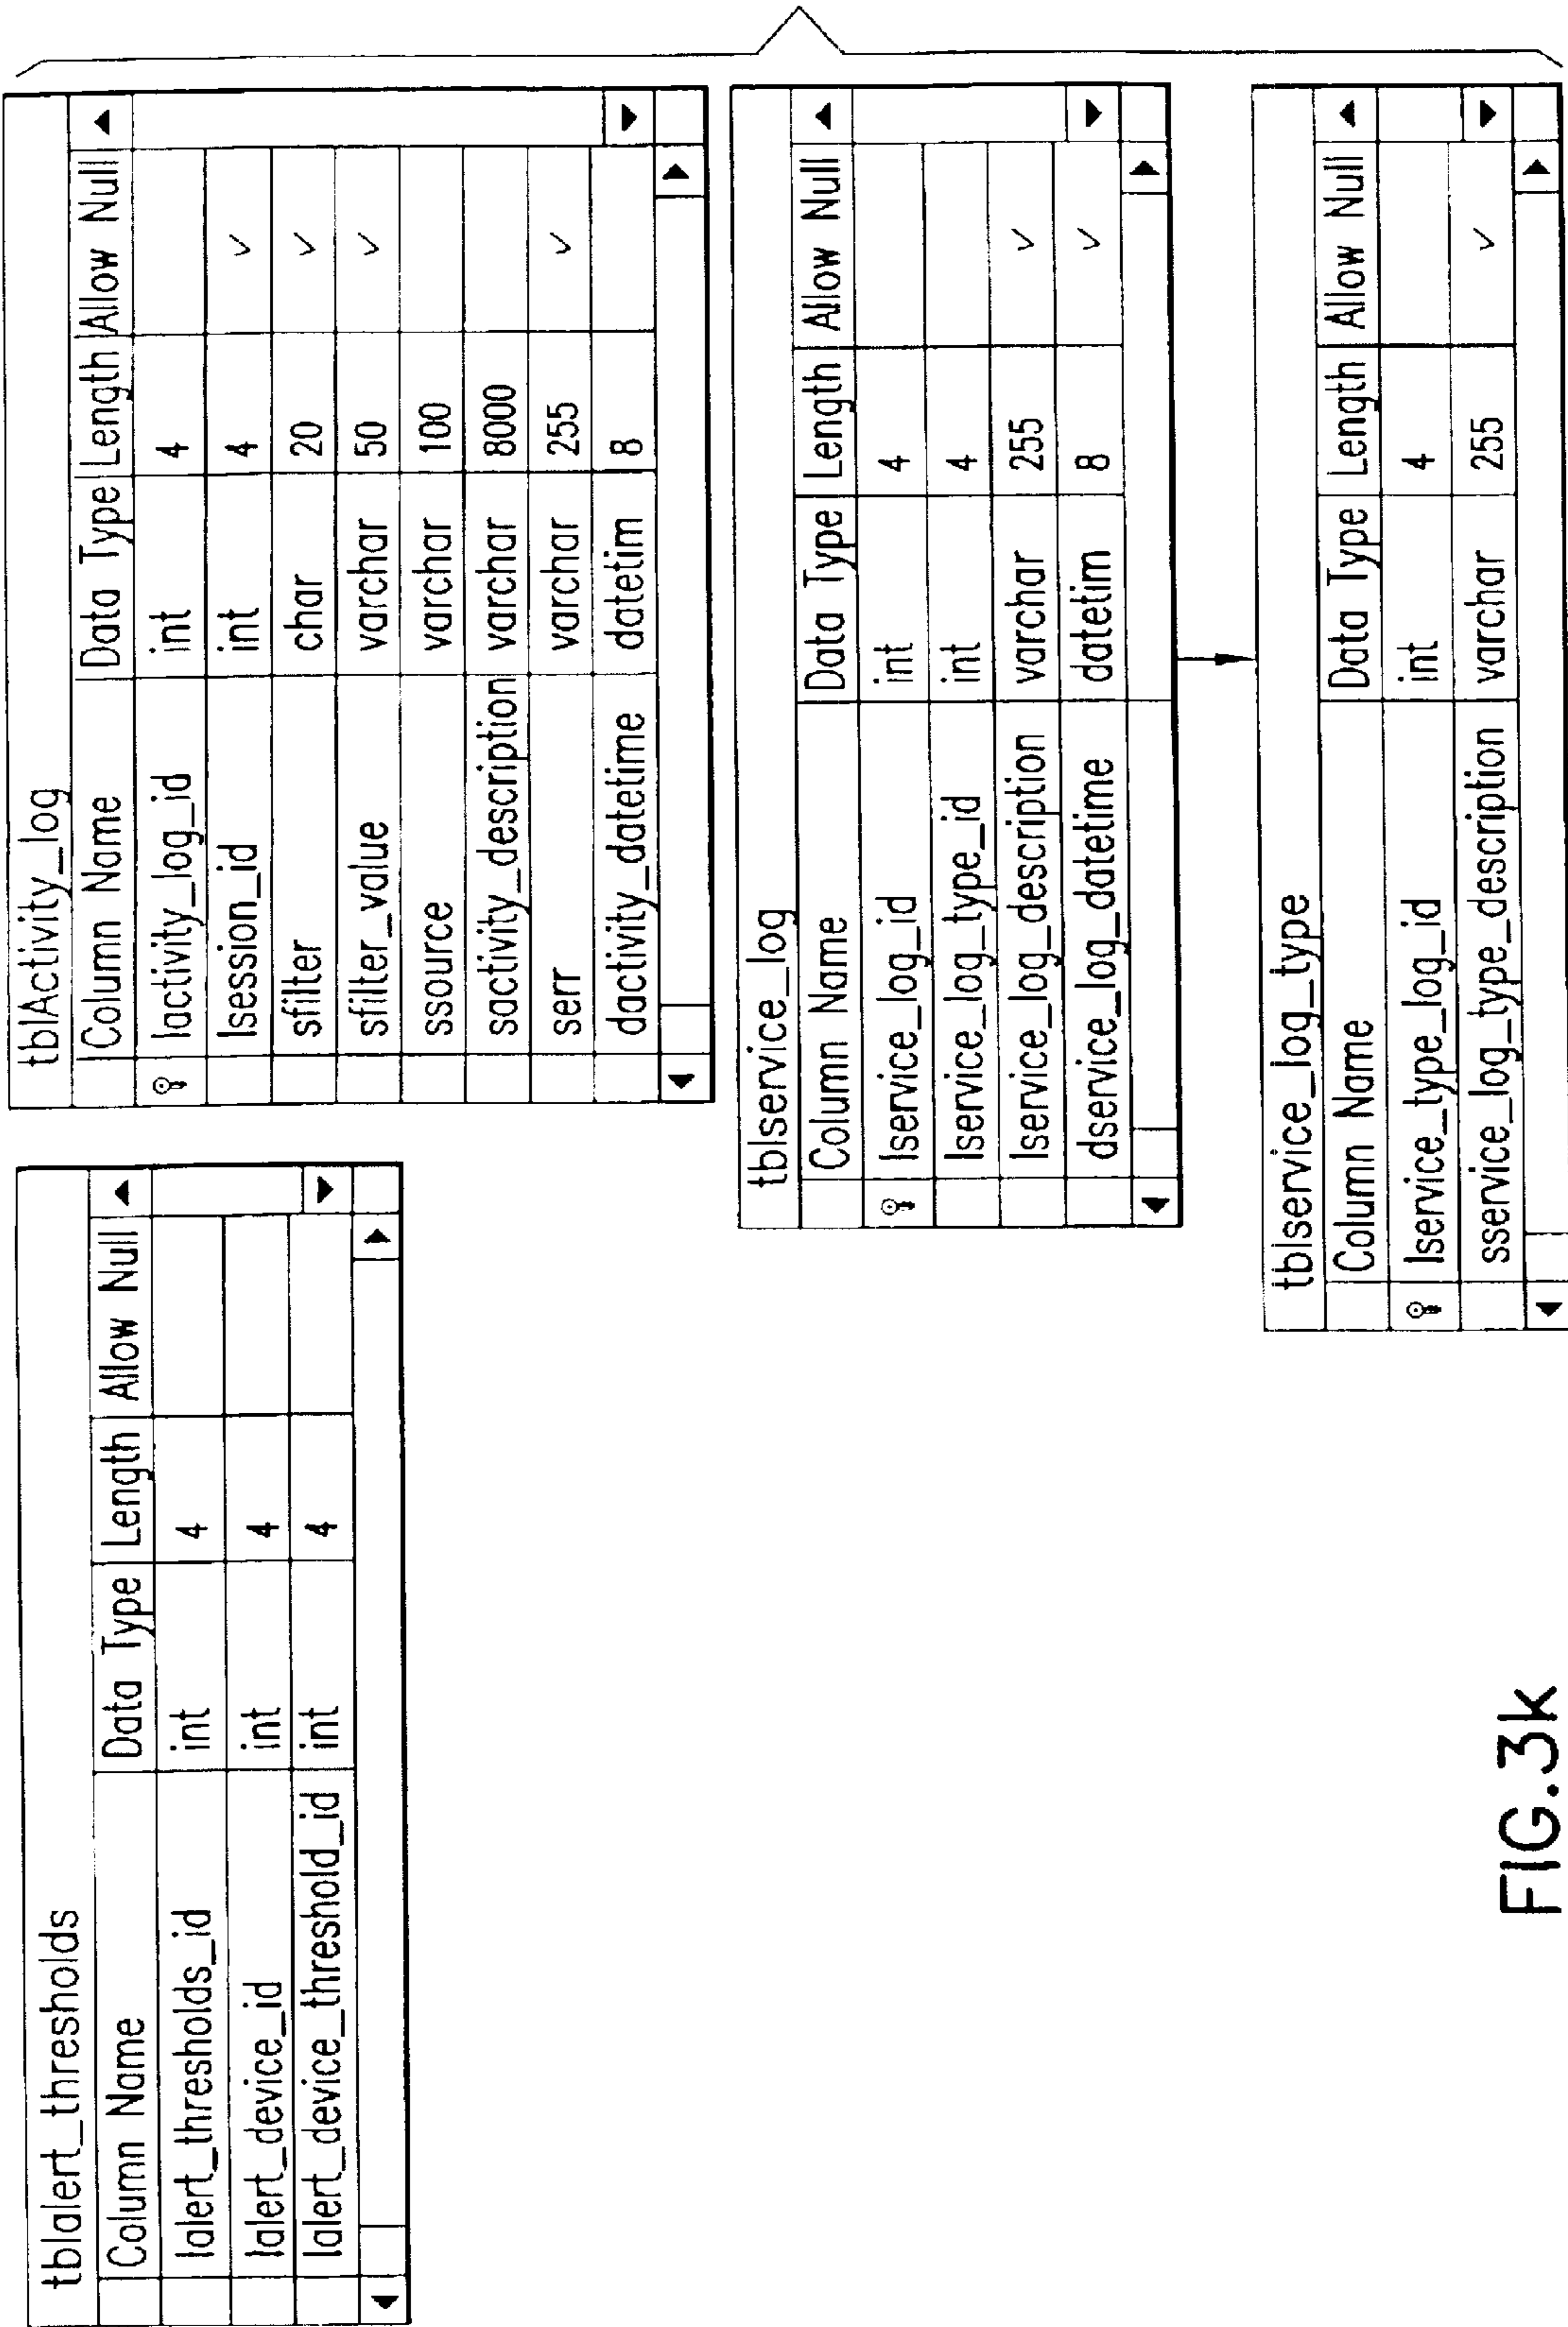 tblalert_thresholds
Column Name Data Type Length Allow Null
lalert_thresholds_id int 4
lalert_device_id int 4
lalert_device_threshold_id int 4
tblActivity_log
Column Name Data Type Length Allow Null
lactivity_log_id int 4
lsession_id int 4 ✓
sfilter char 20 ✓
sfilter_value varchar 50 ✓
ssource varchar 100
sactivity_description varchar 8000
serr varchar 255 ✓
dactivity_datetime datetim 8
tblservice_log
Column Name Data Type Length Allow Null
lservice_log_id int 4
lservice_log_type_id int 4
lservice_log_description varchar 255 ✓
dservice_log_datetime datetim 8 ✓
tblservice_log_type
Column Name Data Type Length Allow Null
lservice_type_log_id int 4
sservice_log_type_description varchar 255 ✓
FIG.3k